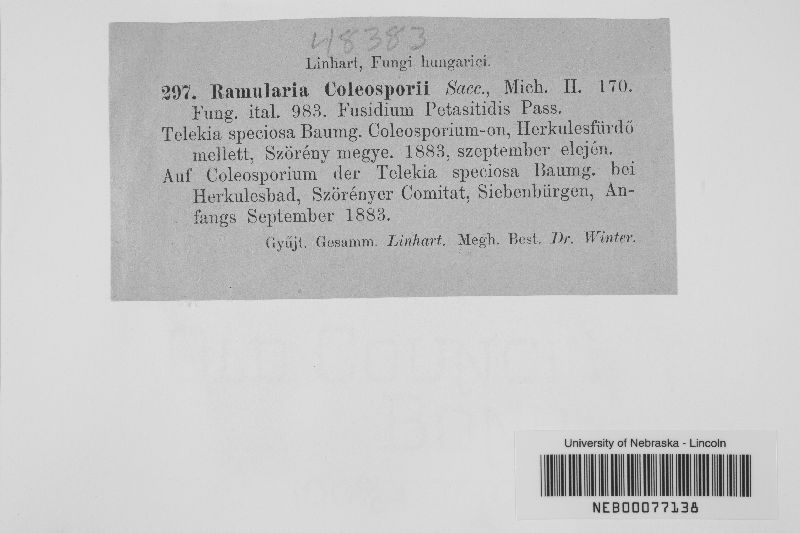 48383
Linhart, Fungi hungarici.
297. Ramularia Coleosporii Sacc., Mich. II. 170.
Fung. ital. 983. Fusidium Petasitidis Pass.
Telekia speciosa Baumg. Coleosporium-on, Herkulesfürdő
mellett, Szörény megye. 1883, szeptember elején.
Auf Coleosporium der Telekia speciosa Baumg. bei
Herkulesbad, Szörényer Comitat, Siebenbürgen, An-
fangs September 1883.
Gyűjt. Gesamm. Linhart. Megh. Best. Dr. Winter.
University of Nebraska - Lincoln
NEB00077138